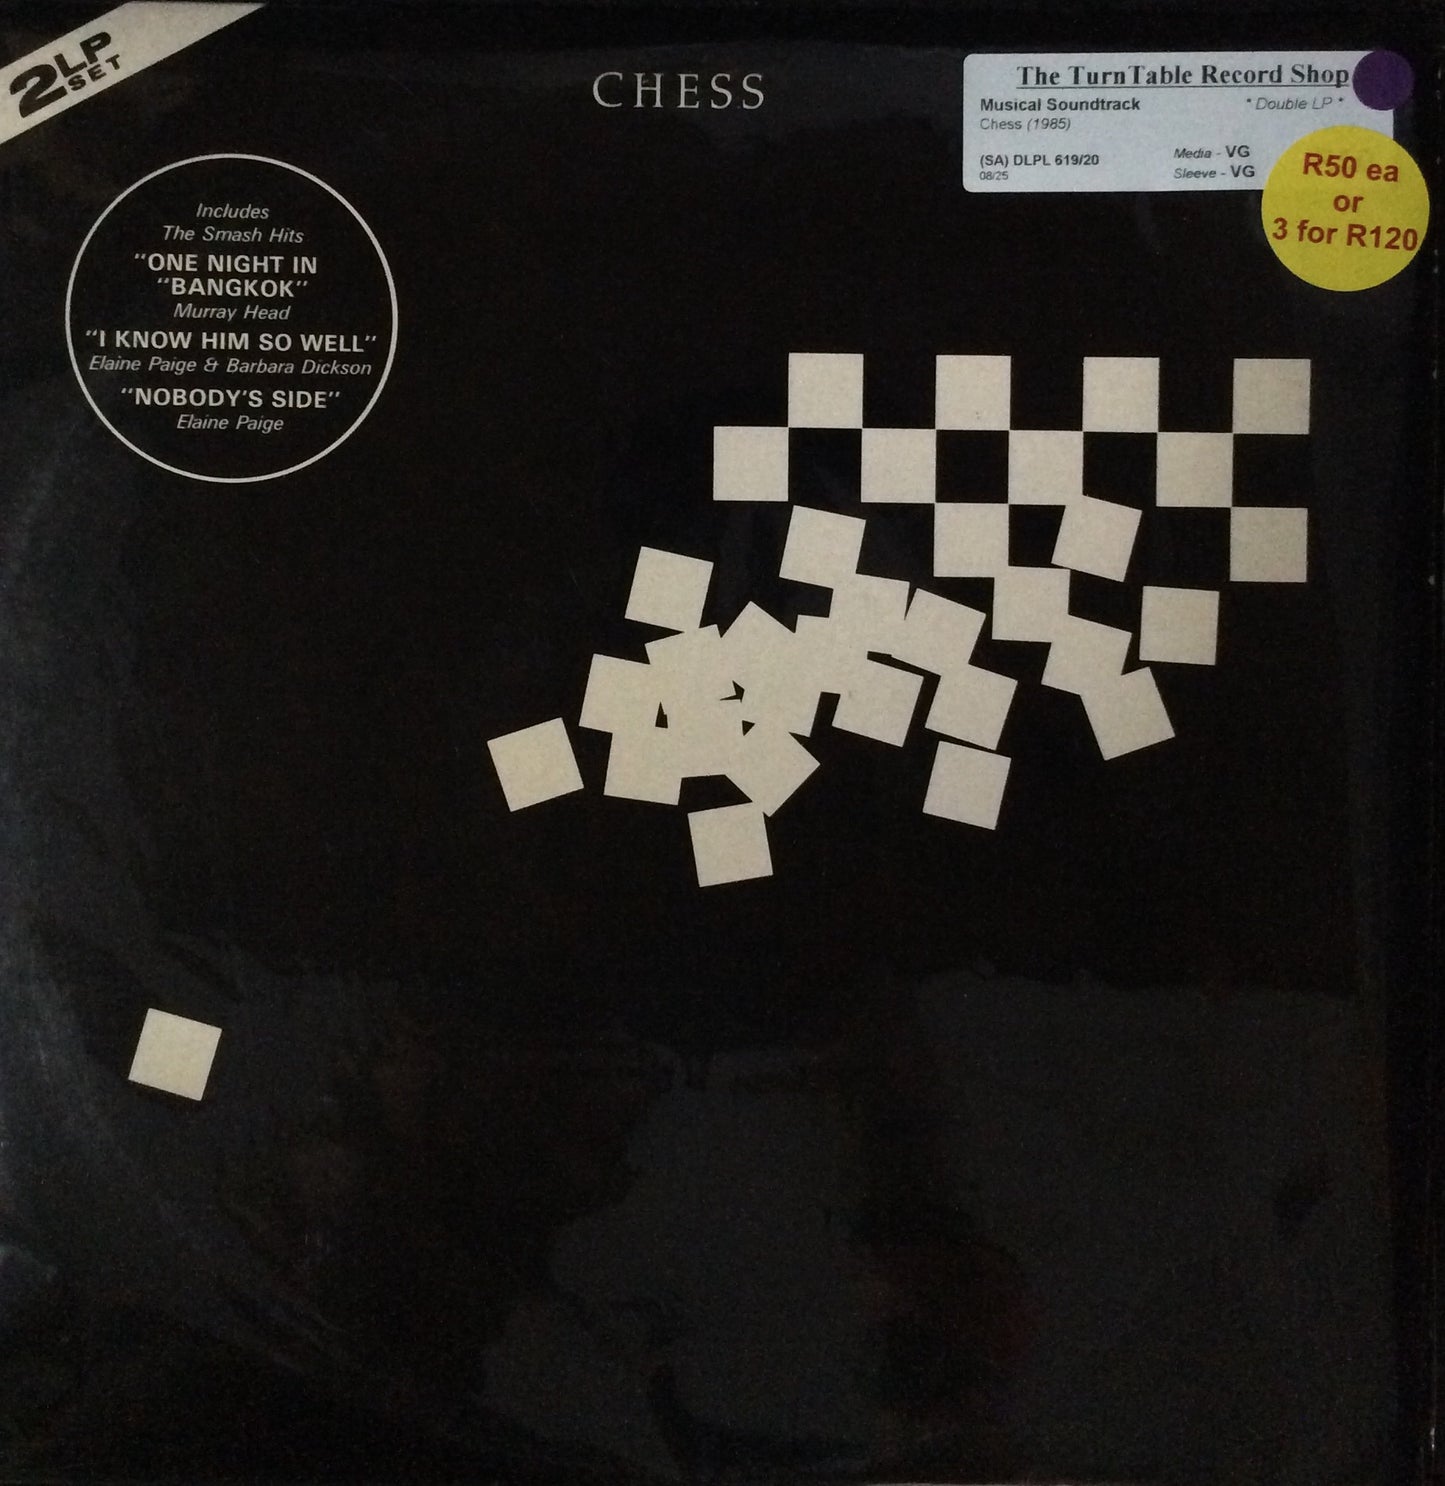 2 LP
SET
CHESS
Includes
The Smash Hits
"ONE NIGHT IN
"BANGKOK"
Murray Head
"I KNOW HIM SO WELL"
Elaine Paige & Barbara Dickson
"NOBODY'S SIDE"
Elaine Paige
The TurnTable Record Shop
Musical Soundtrack * Double LP *
Chess (1985)
(SA) DLPL 619/20 Media - VG
08/25 Sleeve - VG
R50 ea
or
3 for R120